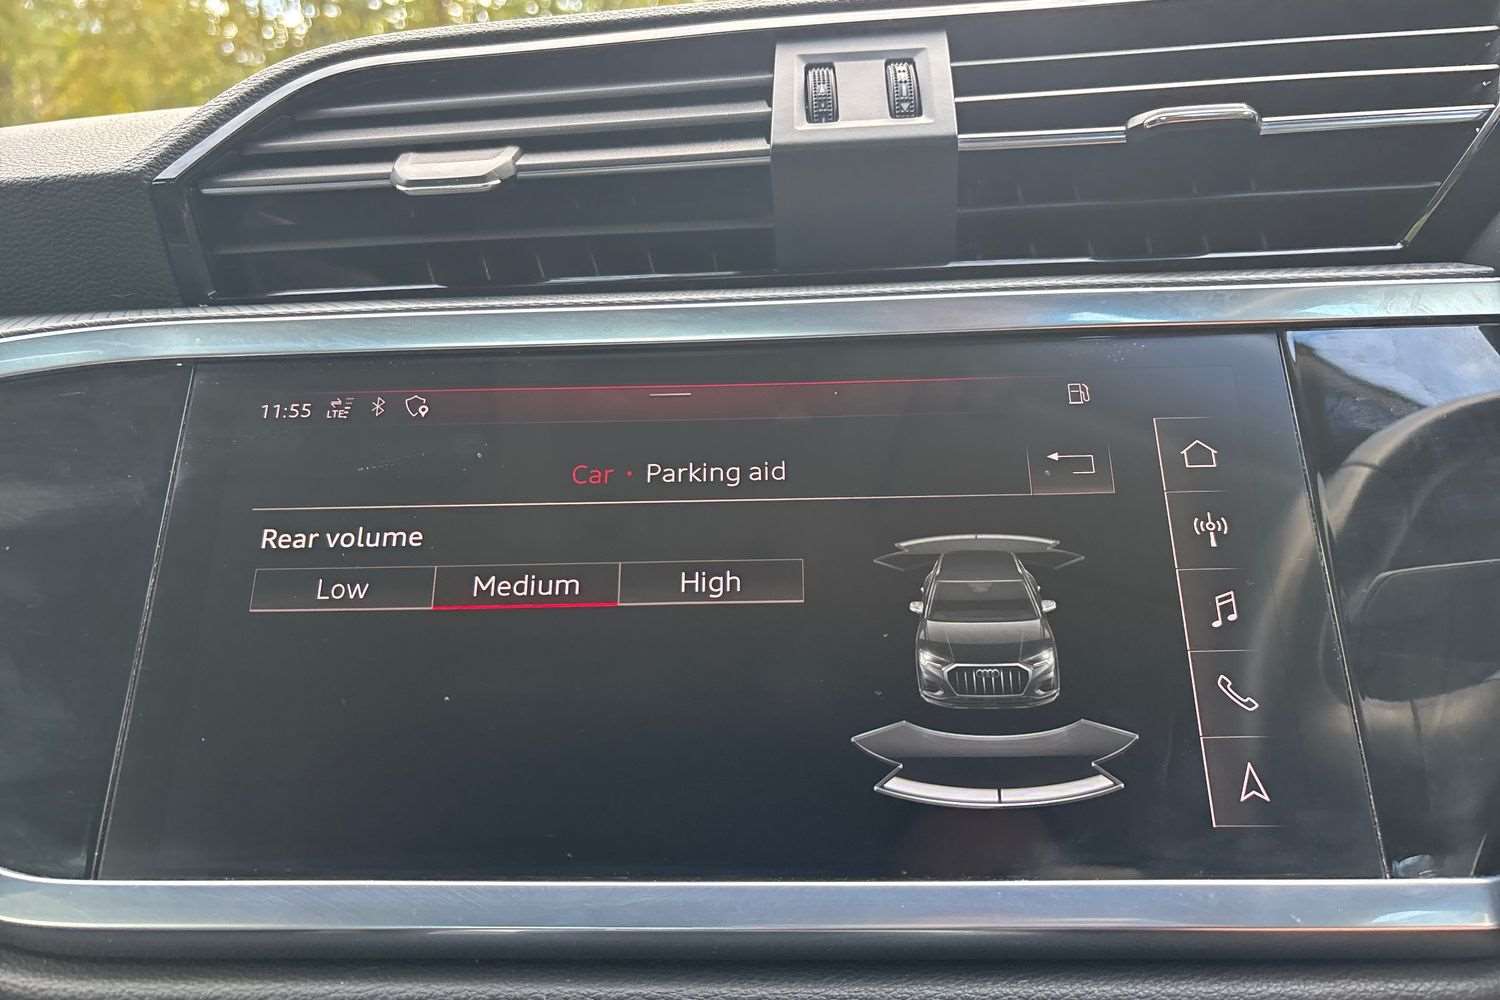 11:55 LTE
Car · Parking aid
Rear volume
Low Medium High